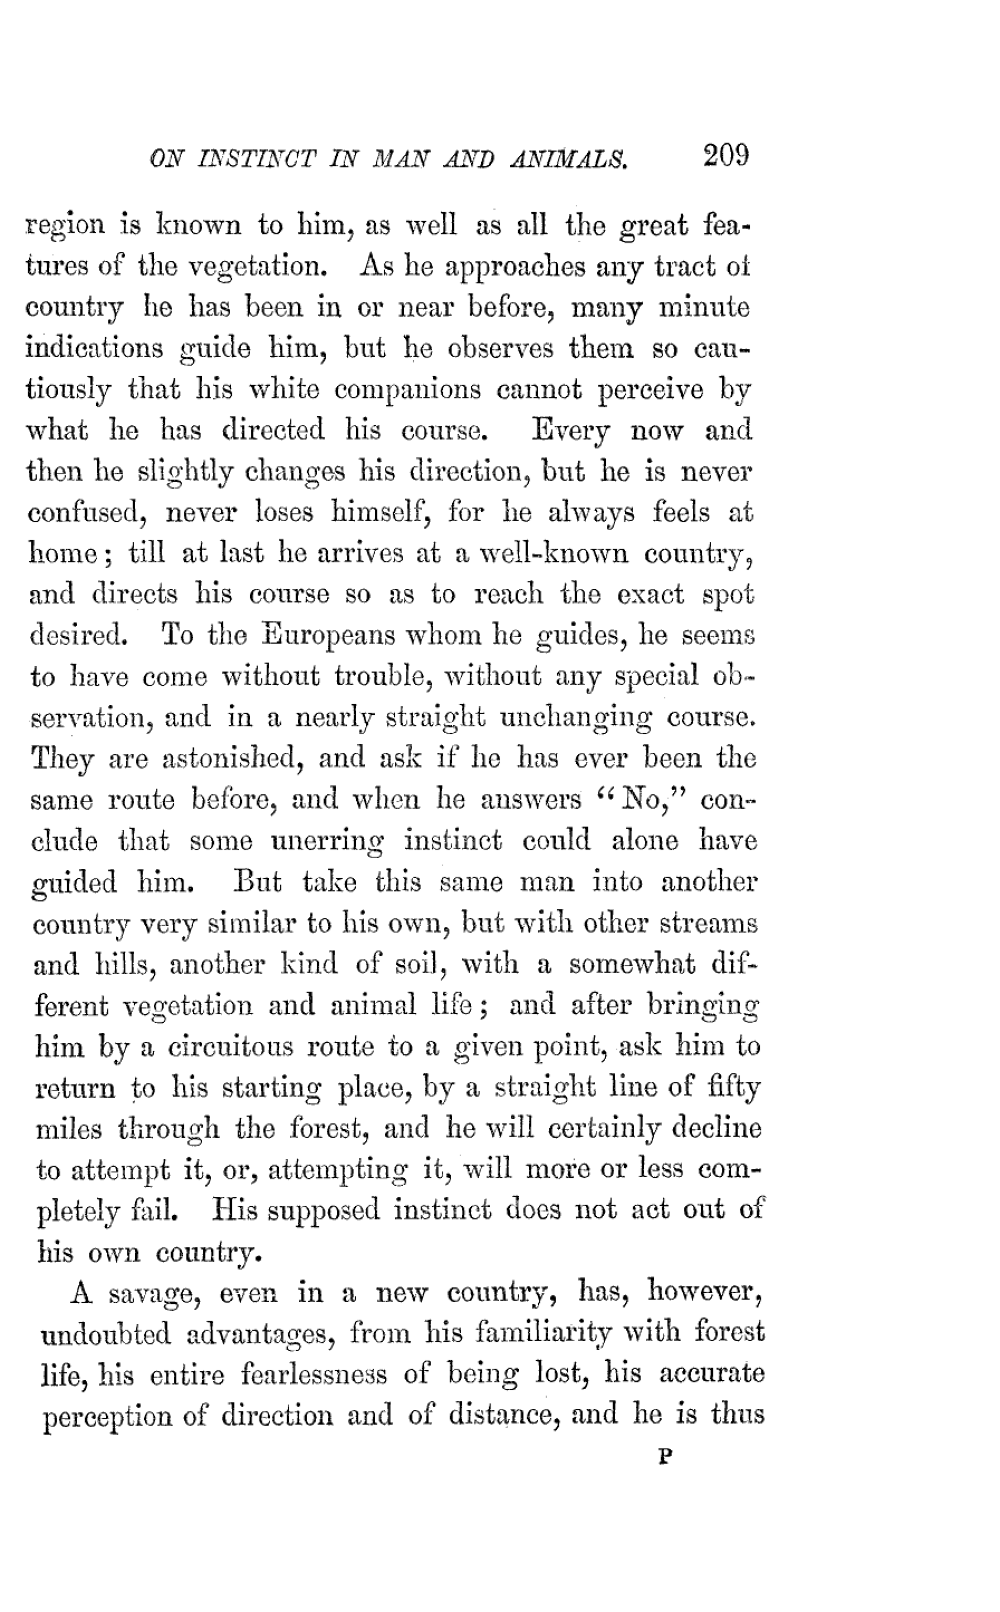 ON INSTINCT IN MAN AND ANIMALS. 209
region is known to him, as well as all the great fea-
tures of the vegetation. As he approaches any tract of
country he has been in or near before, many minute
indications guide him, but he observes them so cau-
tiously that his white companions cannot perceive by
what he has directed his course. Every now and
then he slightly changes his direction, but he is never
confused, never loses himself, for he always feels at
home; till at last he arrives at a well-known country,
and directs his course so as to reach the exact spot
desired. To the Europeans whom he guides, he seems
to have come without trouble, without any special ob-
servation, and in a nearly straight unchanging course.
They are astonished, and ask if he has ever been the
same route before, and when he answers “No,” con-
clude that some unerring instinct could alone have
guided him. But take this same man into another
country very similar to his own, but with other streams
and hills, another kind of soil, with a somewhat dif-
ferent vegetation and animal life; and after bringing
him by a circuitous route to a given point, ask him to
return to his starting place, by a straight line of fifty
miles through the forest, and he will certainly decline
to attempt it, or, attempting it, will more or less com-
pletely fail. His supposed instinct does not act out of
his own country.
A savage, even in a new country, has, however,
undoubted advantages, from his familiarity with forest
life, his entire fearlessness of being lost, his accurate
perception of direction and of distance, and he is thus
P